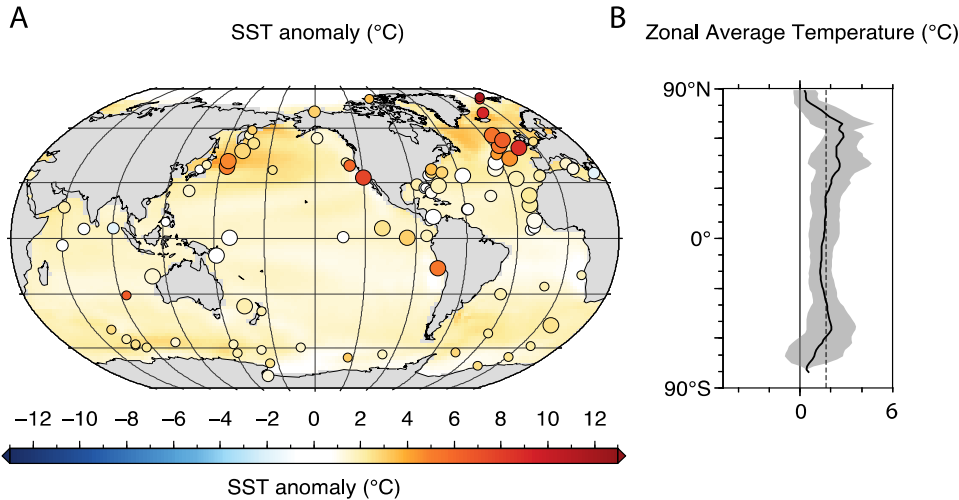 A
SST anomaly (°C)
B
Zonal Average Temperature (°C)
90°N
0°
90°S
0
6
−12 −10 −8 −6 −4 −2 0 2 4 6 8 10 12
SST anomaly (°C)